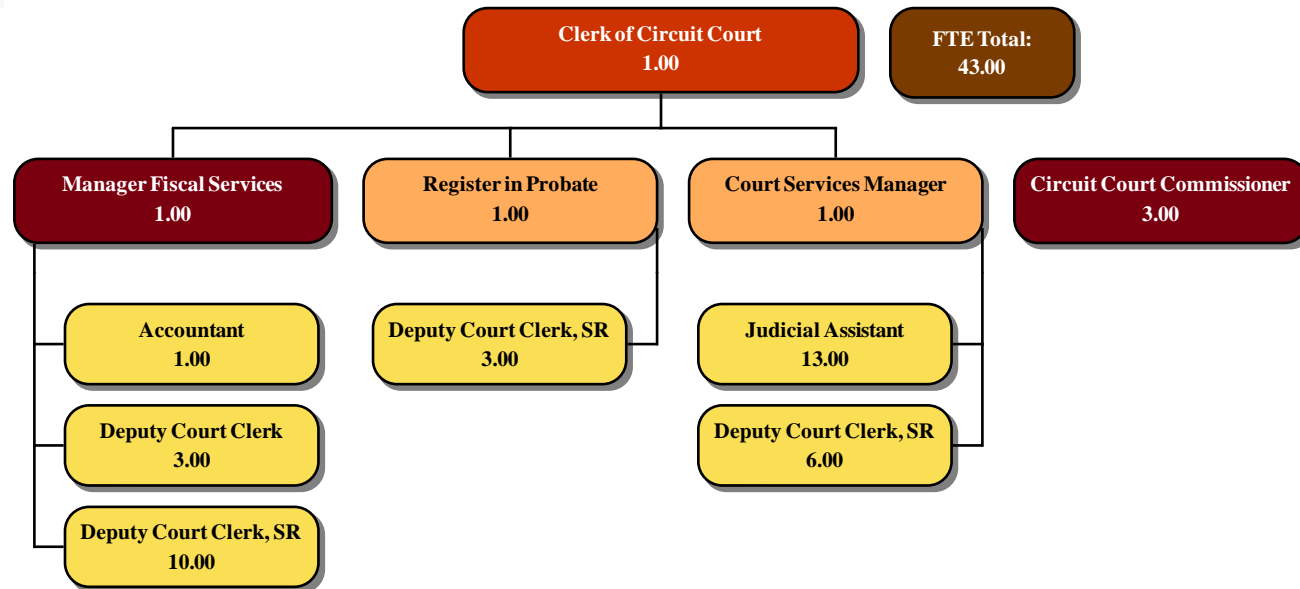 Clerk of Circuit Court
1.00
FTE Total:
43.00
Manager Fiscal Services
1.00
Register in Probate
1.00
Court Services Manager
1.00
Circuit Court Commissioner
3.00
Accountant
1.00
Deputy Court Clerk, SR
3.00
Judicial Assistant
13.00
Deputy Court Clerk
3.00
Deputy Court Clerk, SR
6.00
Deputy Court Clerk, SR
10.00